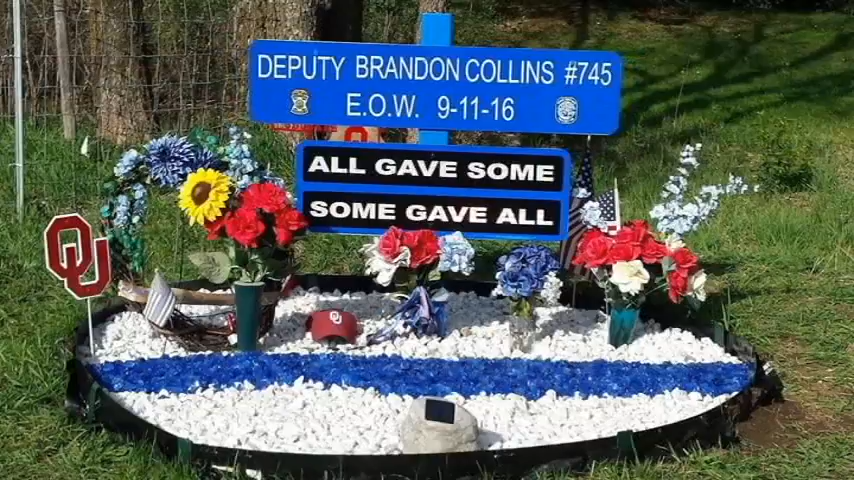 DEPUTY BRANDON COLLINS #745
E.O.W. 9-11-16
ALL GAVE SOME
SOME GAVE ALL
OU
OU